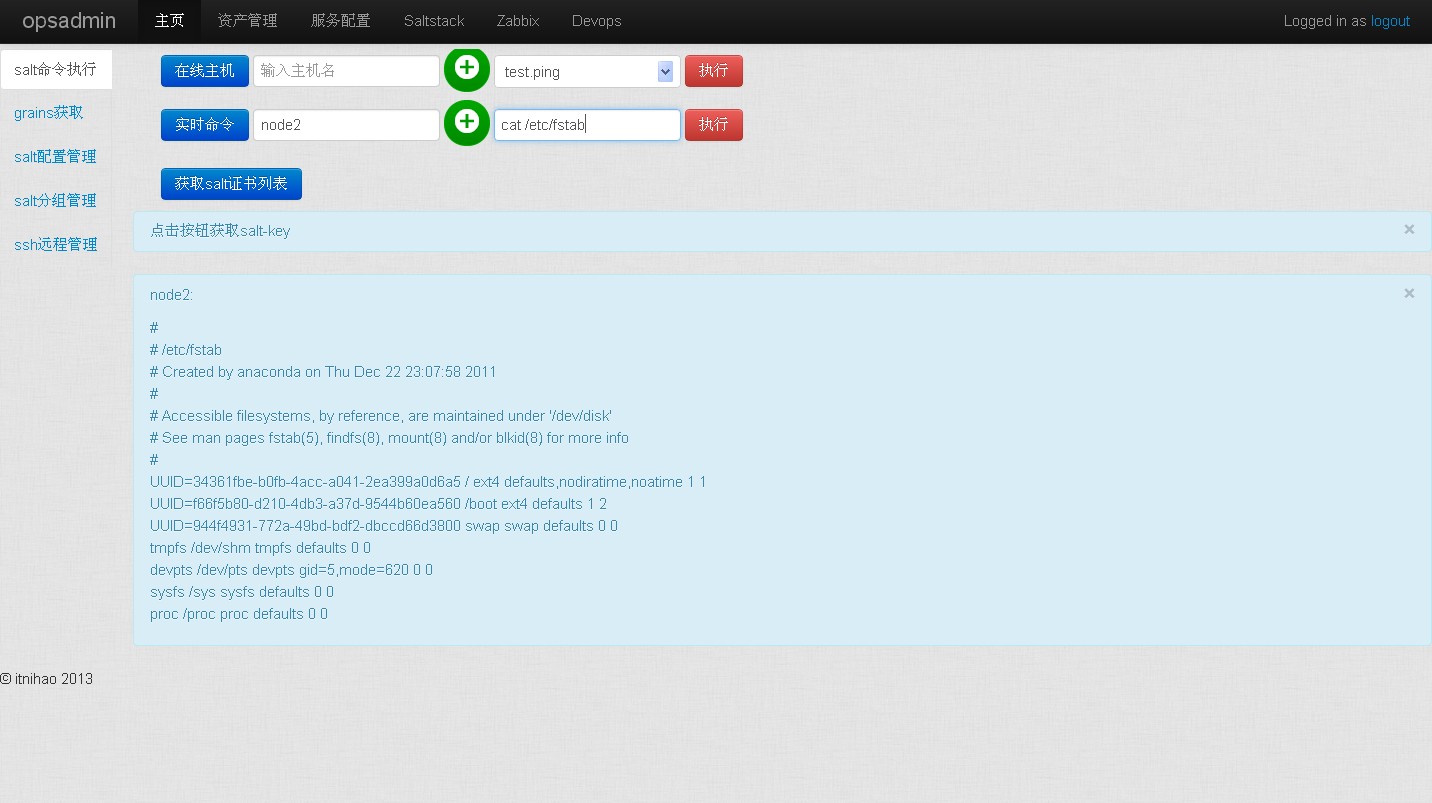 opsadmin 主页 资产管理 服务配置 Saltstack Zabbix Devops Logged in as logout
salt命令执行
grains获取
salt配置管理
salt分组管理
ssh远程管理
在线主机 输入主机名 test.ping 执行
实时命令 node2 cat /etc/fstab 执行
获取salt证书列表
点击按钮获取salt-key ×
node2: ×
#
# /etc/fstab
# Created by anaconda on Thu Dec 22 23:07:58 2011
#
# Accessible filesystems, by reference, are maintained under '/dev/disk'
# See man pages fstab(5), findfs(8), mount(8) and/or blkid(8) for more info
#
UUID=34361fbe-b0fb-4acc-a041-2ea399a0d6a5 / ext4 defaults,nodiratime,noatime 1 1
UUID=f66f5b80-d210-4db3-a37d-9544b60ea560 /boot ext4 defaults 1 2
UUID=944f4931-772a-49bd-bdf2-dbccd66d3800 swap swap defaults 0 0
tmpfs /dev/shm tmpfs defaults 0 0
devpts /dev/pts devpts gid=5,mode=620 0 0
sysfs /sys sysfs defaults 0 0
proc /proc proc defaults 0 0
© itnihao 2013